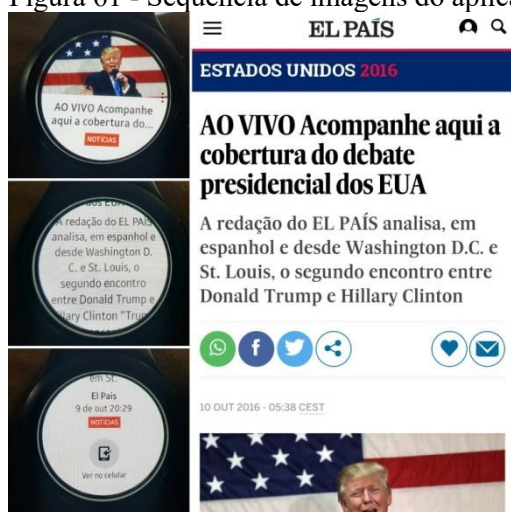 Figura 61 - Sequência de imagens do aplica
AO VIVO Acompanhe
aqui a cobertura do...
NOTÍCIAS
A redação do EL PAÍS
analisa, em espanhol e
desde Washington D.
C. e St. Louis, o
segundo encontro
entre Donald Trump e
Hillary Clinton "Trum
em St.
El País
9 de out 20:29
NOTÍCIAS
Ver no celular
EL PAÍS
ESTADOS UNIDOS 2016
AO VIVO Acompanhe aqui a
cobertura do debate
presidencial dos EUA
A redação do EL PAÍS analisa, em
espanhol e desde Washington D.C. e
St. Louis, o segundo encontro entre
Donald Trump e Hillary Clinton
10 OUT 2016 - 05:38 CEST